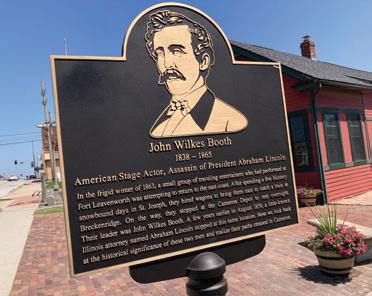 John Wilkes Booth
1838 – 1865
American Stage Actor, Assassin of President Abraham Lincoln
In the frigid winter of 1863, a small group of traveling entertainers who had performed at
Fort Leavenworth was attempting to return to the east coast. After spending a few blustery
snowbound days in St. Joseph, they hired wagons to bring them east to catch a train in
Breckenridge. On the way, they stopped at the Cameron Depot to rest overnight.
Their leader was John Wilkes Booth. A few years earlier in August 1859, a little-known
Illinois attorney named Abraham Lincoln stopped at this same location. Now we look back
at the historical significance of these two men and realize their paths crossed in Cameron.